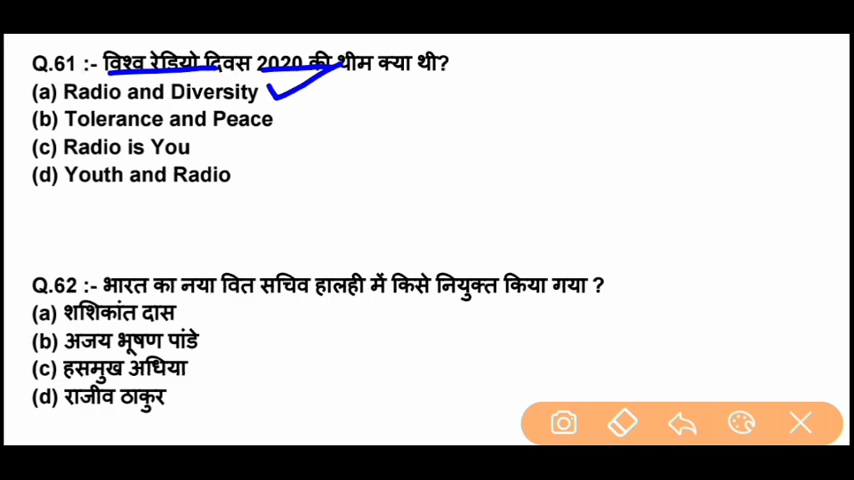 Q.61 :- विश्व रेडियो दिवस 2020 की थीम क्या थी?
(a) Radio and Diversity
(b) Tolerance and Peace
(c) Radio is You
(d) Youth and Radio
Q.62 :- भारत का नया वित सचिव हालही में किसे नियुक्त किया गया ?
(a) शशिकांत दास
(b) अजय भूषण पांडे
(c) हसमुख अधिया
(d) राजीव ठाकुर